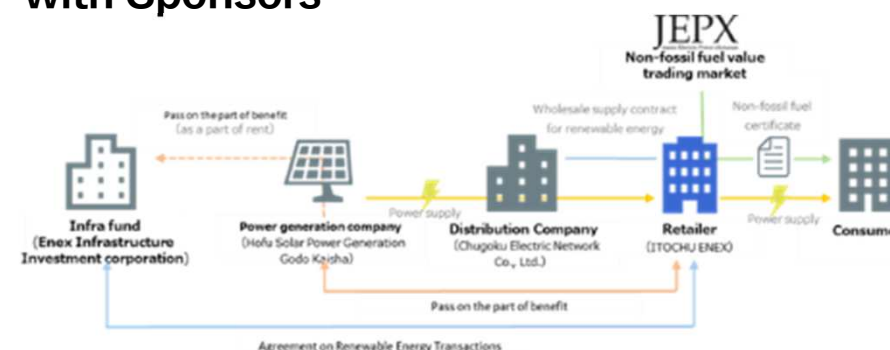 with Sponsors
JEPX
Non-fossil fuel value
trading market
Pass on the part of benefit
(as a part of rent)
Wholesale supply contract
for renewable energy
Non-fossil fuel
certificate
Power supply
Power supply
Infra fund
(Enex Infrastructure
Investment corporation)
Power generation company
(Hofu Solar Power Generation
Godo Kaisha)
Distribution Company
(Chugoku Electric Network
Co., Ltd.)
Retailer
(ITOCHU ENEX)
Consume
Pass on the part of benefit
Agreement on Renewable Energy Transactions